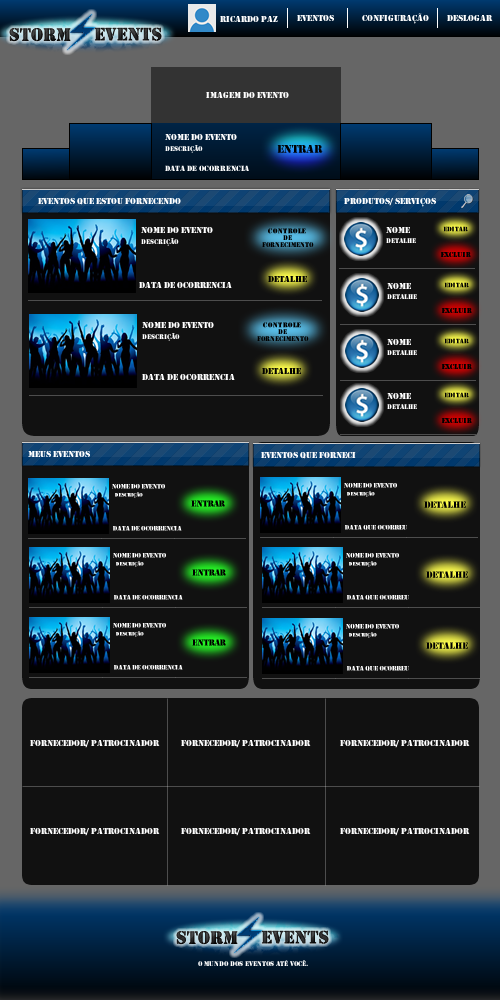 STORM EVENTS
RICARDO PAZ
EVENTOS
CONFIGURAÇÃO
DESLOGAR
IMAGEM DO EVENTO
NOME DO EVENTO
DESCRIÇÃO
ENTRAR
DATA DE OCORRENCIA
EVENTOS QUE ESTOU FORNECENDO
NOME DO EVENTO
DESCRIÇÃO
CONTROLE
DE
FORNECIMENTO
DETALHE
DATA DE OCORRENCIA
NOME DO EVENTO
DESCRIÇÃO
CONTROLE
DE
FORNECIMENTO
DETALHE
DATA DE OCORRENCIA
PRODUTOS/ SERVIÇOS
NOME
DETALHE
EDITAR
EXCLUIR
NOME
DETALHE
EDITAR
EXCLUIR
NOME
DETALHE
EDITAR
EXCLUIR
NOME
DETALHE
EDITAR
EXCLUIR
MEUS EVENTOS
NOME DO EVENTO
DESCRIÇÃO
ENTRAR
DATA DE OCORRENCIA
NOME DO EVENTO
DESCRIÇÃO
ENTRAR
DATA DE OCORRENCIA
NOME DO EVENTO
DESCRIÇÃO
ENTRAR
DATA DE OCORRENCIA
EVENTOS QUE FORNECI
NOME DO EVENTO
DESCRIÇÃO
DETALHE
DATA QUE OCORREU
NOME DO EVENTO
DESCRIÇÃO
DETALHE
DATA QUE OCORREU
NOME DO EVENTO
DESCRIÇÃO
DETALHE
DATA QUE OCORREU
FORNECEDOR/ PATROCINADOR
FORNECEDOR/ PATROCINADOR
FORNECEDOR/ PATROCINADOR
FORNECEDOR/ PATROCINADOR
FORNECEDOR/ PATROCINADOR
FORNECEDOR/ PATROCINADOR
STORM EVENTS
O MUNDO DOS EVENTOS ATÉ VOCÊ.